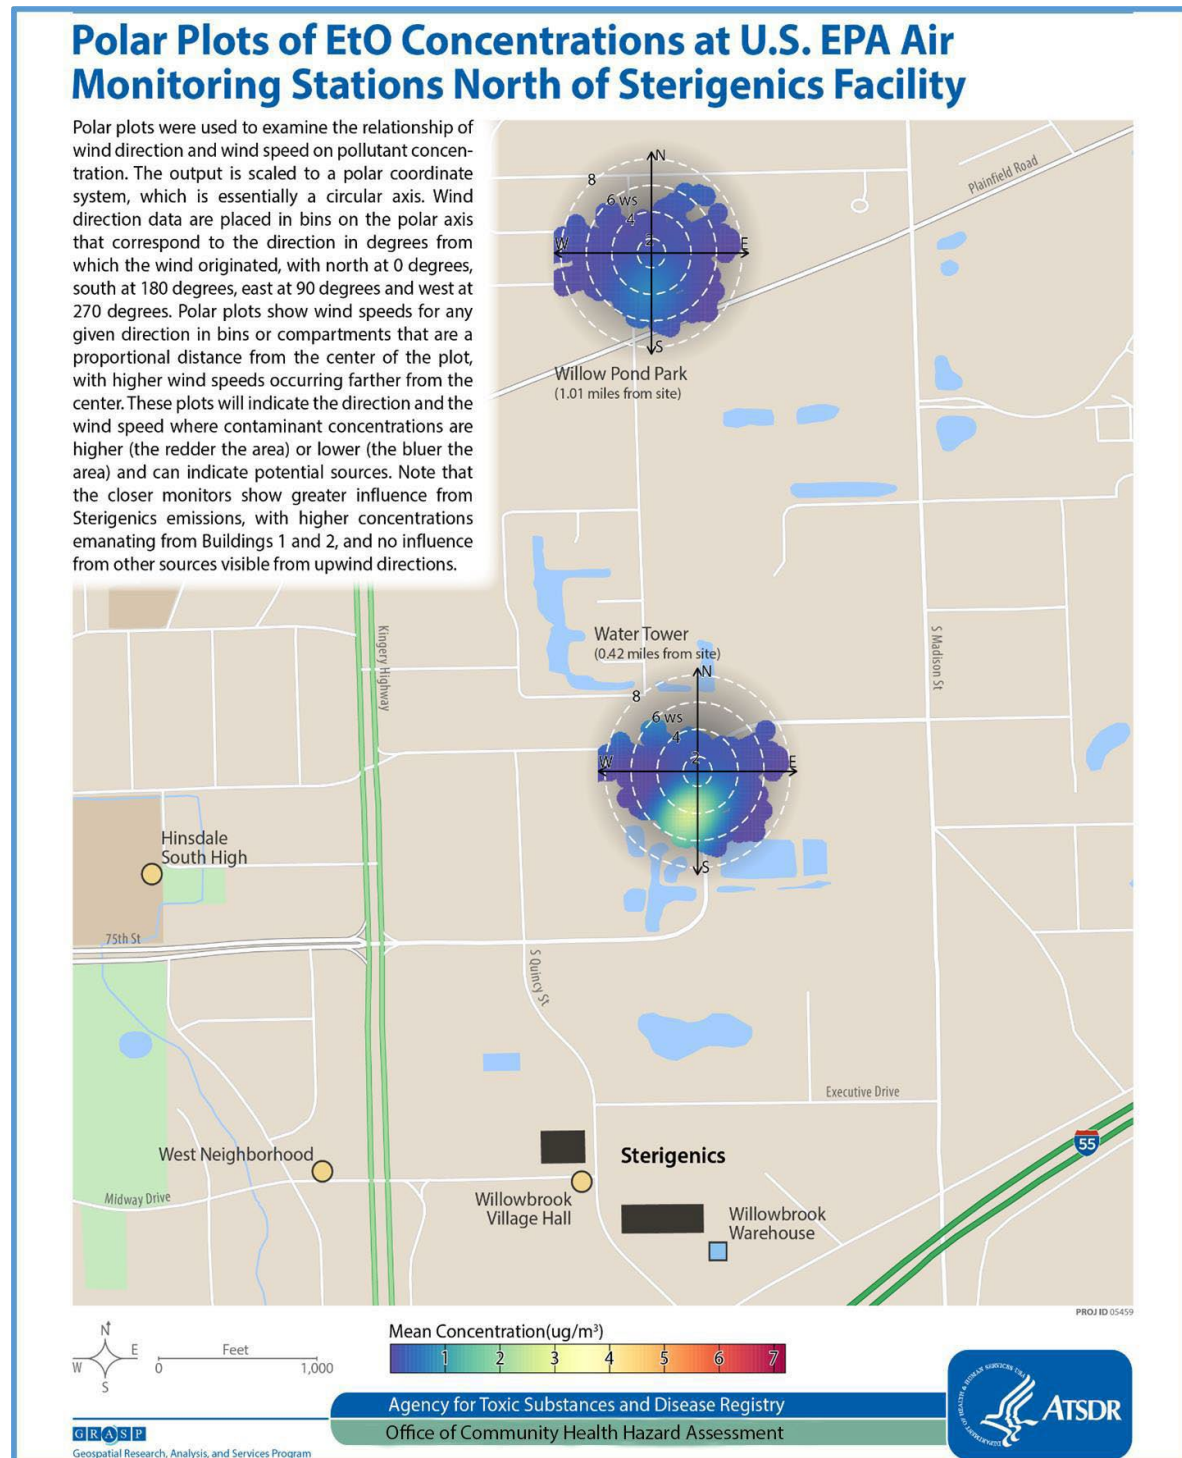 Polar Plots of EtO Concentrations at U.S. EPA Air
Monitoring Stations North of Sterigenics Facility
Polar plots were used to examine the relationship of
wind direction and wind speed on pollutant concen-
tration. The output is scaled to a polar coordinate
system, which is essentially a circular axis. Wind
direction data are placed in bins on the polar axis
that correspond to the direction in degrees from
which the wind originated, with north at 0 degrees,
south at 180 degrees, east at 90 degrees and west at
270 degrees. Polar plots show wind speeds for any
given direction in bins or compartments that are a
proportional distance from the center of the plot,
with higher wind speeds occurring farther from the
center. These plots will indicate the direction and the
wind speed where contaminant concentrations are
higher (the redder the area) or lower (the bluer the
area) and can indicate potential sources. Note that
the closer monitors show greater influence from
Sterigenics emissions, with higher concentrations
emanating from Buildings 1 and 2, and no influence
from other sources visible from upwind directions.
N
8
6 ws
4
2
W
E
S
Plainfield Road
Willow Pond Park
(1.01 miles from site)
Kingery Highway
S Madison St
Water Tower
(0.42 miles from site)
N
8
6 ws
4
2
W
E
S
Hinsdale
South High
75th St
S Quincy St
Executive Drive
55
West Neighborhood
Sterigenics
Midway Drive
Willowbrook
Village Hall
Willowbrook
Warehouse
PROJ ID 05459
N
W
E
S
Feet
0
1,000
Mean Concentration(ug/m³)
1 2 3 4 5 6 7
Agency for Toxic Substances and Disease Registry
Office of Community Health Hazard Assessment
GRASP
Geospatial Research, Analysis, and Services Program
ATSDR